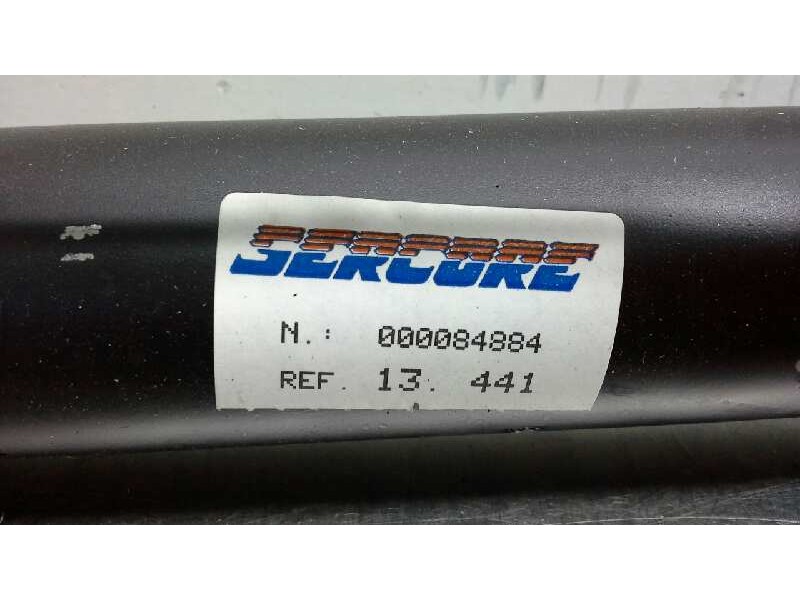 SERCORE
N.: 000084884
REF. 13. 441